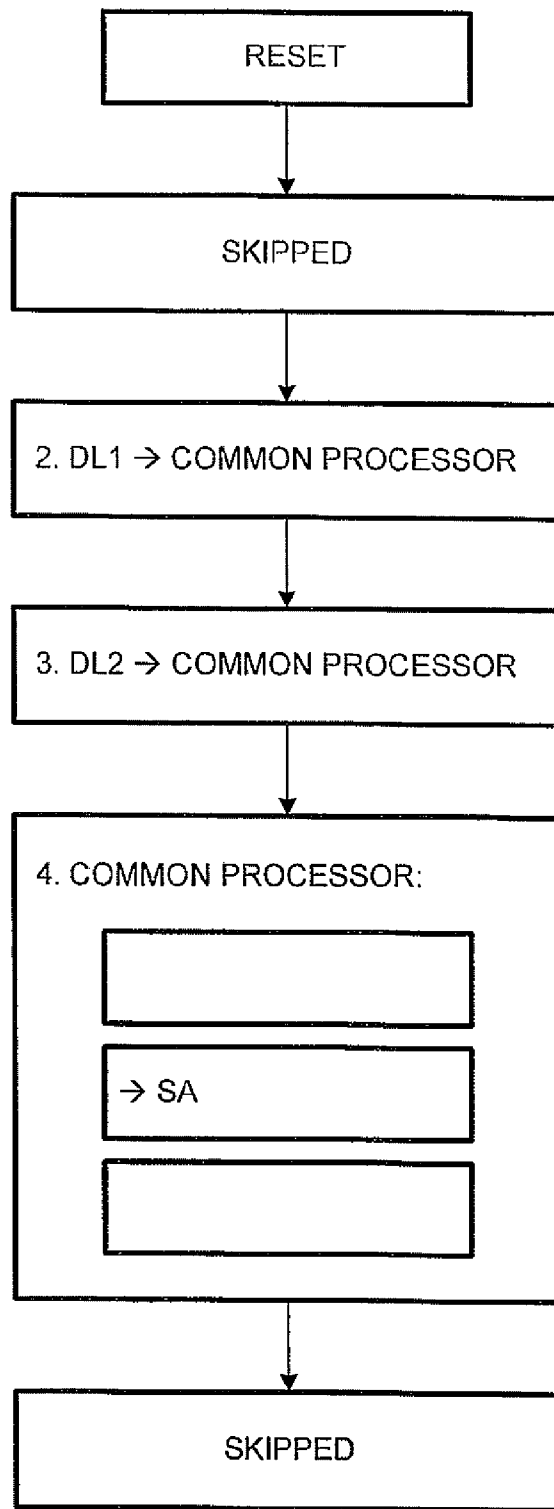 RESET
SKIPPED
2. DL1 → COMMON PROCESSOR
3. DL2 → COMMON PROCESSOR
4. COMMON PROCESSOR:
→ SA
SKIPPED